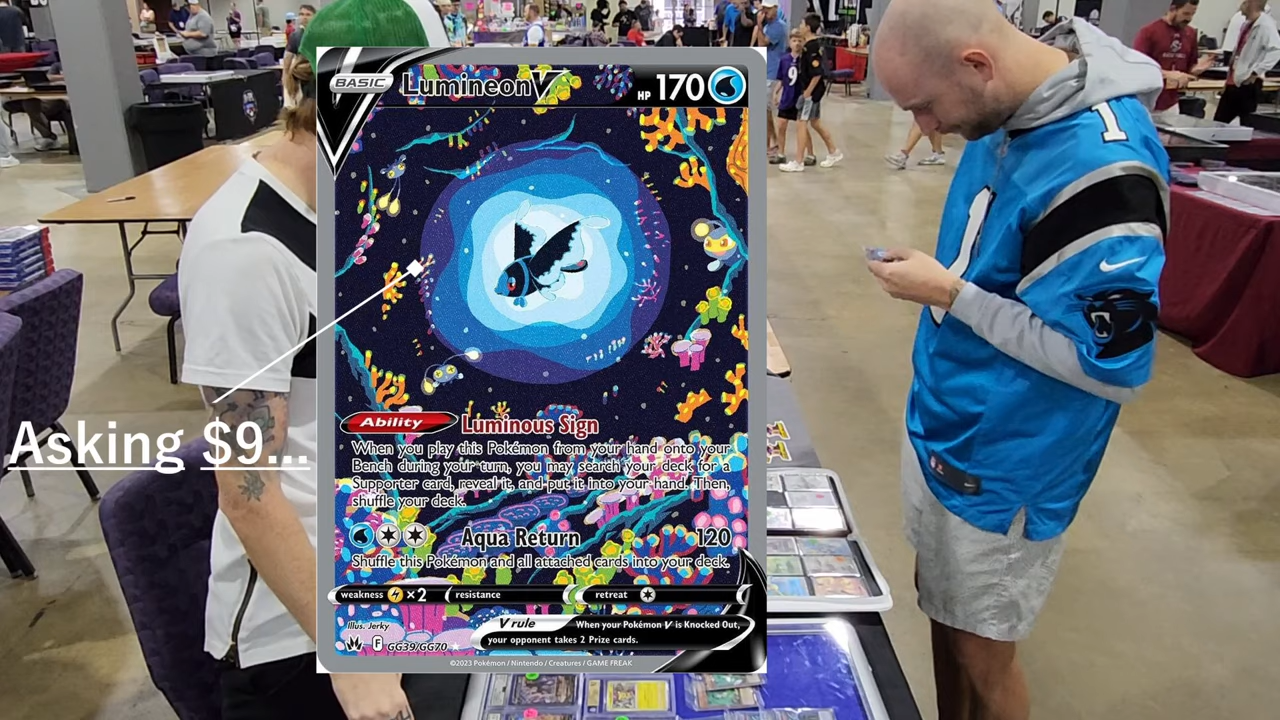 BASIC
Lumineon V
HP 170
Asking $9...
Ability Luminous Sign
When you play this Pokémon from your hand onto your
Bench during your turn, you may search your deck for a
Supporter card, reveal it, and put it into your hand. Then,
shuffle your deck.
Aqua Return 120
Shuffle this Pokémon and all attached cards into your deck.
weakness ×2 resistance retreat
V rule When your Pokémon V is Knocked Out,
your opponent takes 2 Prize cards.
Illus. Jerky
F GG39/GG70
©2023 Pokémon / Nintendo / Creatures / GAME FREAK
1
9